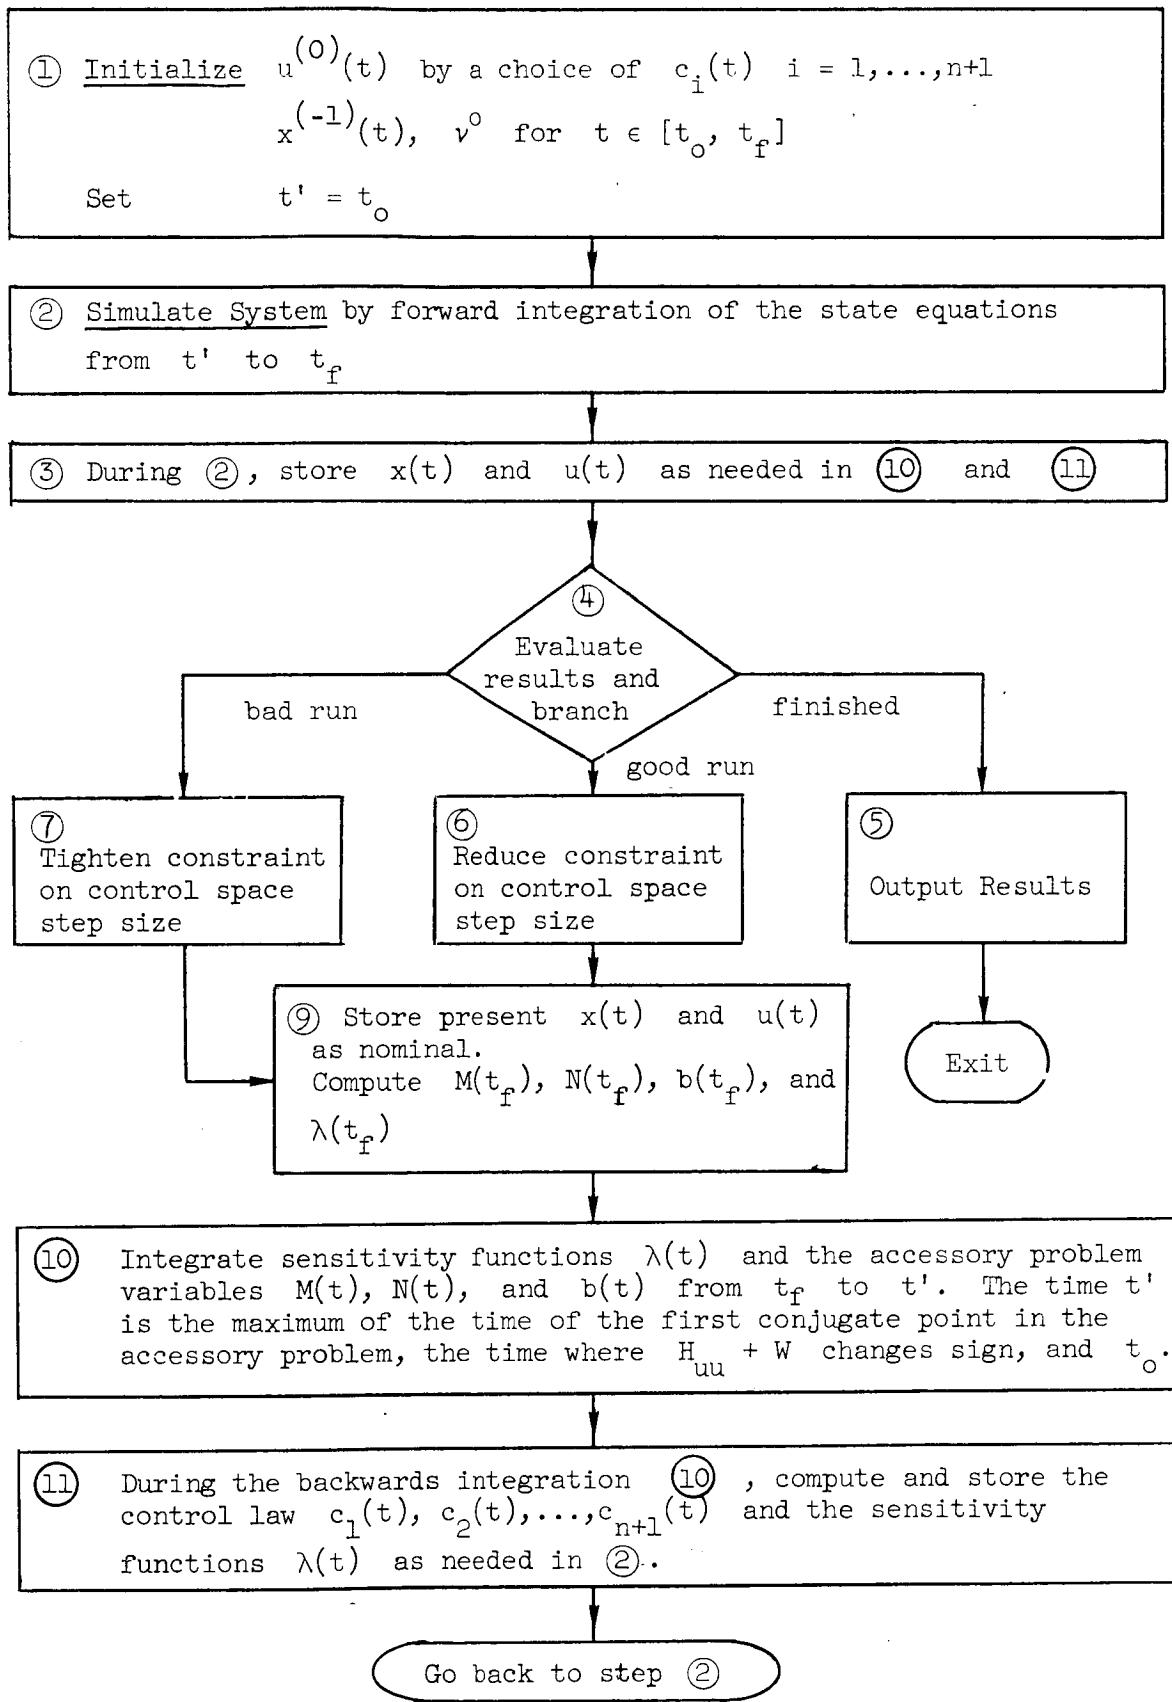 ① Initialize u^(0)(t) by a choice of c_i(t) i = 1,...,n+1
x^(-1)(t), ν^o for t ∈ [t_o, t_f]
Set t' = t_o
② Simulate System by forward integration of the state equations
from t' to t_f
③ During ②, store x(t) and u(t) as needed in ⑩ and ⑪
④
Evaluate
results and
branch
bad run
good run
finished
⑦
Tighten constraint
on control space
step size
⑥
Reduce constraint
on control space
step size
⑤
Output Results
⑨ Store present x(t) and u(t)
as nominal.
Compute M(t_f), N(t_f), b(t_f), and
λ(t_f)
Exit
⑩ Integrate sensitivity functions λ(t) and the accessory problem
variables M(t), N(t), and b(t) from t_f to t'. The time t'
is the maximum of the time of the first conjugate point in the
accessory problem, the time where H_uu + W changes sign, and t_o.
⑪ During the backwards integration ⑩ , compute and store the
control law c_1(t), c_2(t),...,c_n+1(t) and the sensitivity
functions λ(t) as needed in ②.
Go back to step ②